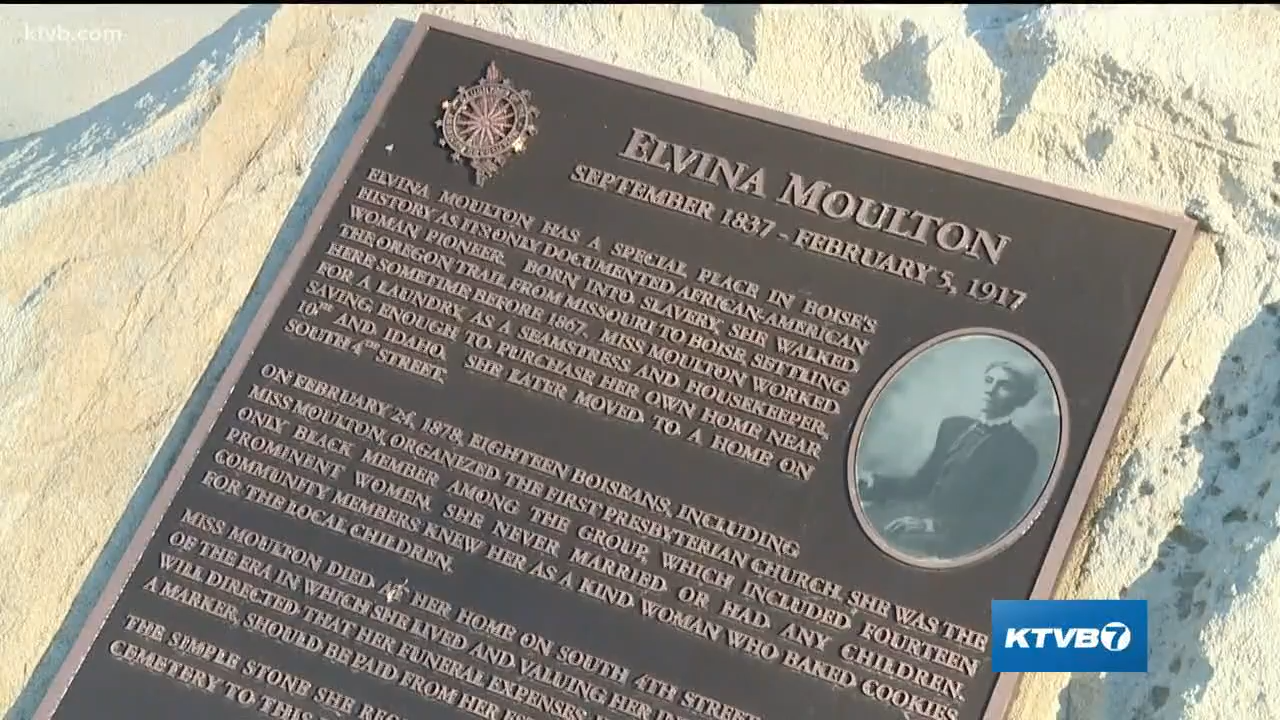 ktvb.com
ELVINA MOULTON
SEPTEMBER 1837 - FEBRUARY 5, 1917
ELVINA MOULTON HAS A SPECIAL PLACE IN BOISE'S
HISTORY AS ITS ONLY DOCUMENTED AFRICAN-AMERICAN
WOMAN PIONEER. BORN INTO SLAVERY, SHE WALKED
THE OREGON TRAIL FROM MISSOURI TO BOISE, SETTLING
HERE SOMETIME BEFORE 1867. MISS MOULTON WORKED
FOR A LAUNDRY, AS A SEAMSTRESS AND HOUSEKEEPER,
SAVING ENOUGH TO PURCHASE HER OWN HOME NEAR
10TH AND IDAHO. SHE LATER MOVED TO A HOME ON
SOUTH 4TH STREET.
ON FEBRUARY 24, 1878, EIGHTEEN BOISEANS, INCLUDING
MISS MOULTON, ORGANIZED THE FIRST PRESBYTERIAN CHURCH. SHE WAS THE
ONLY BLACK MEMBER AMONG THE GROUP, WHICH INCLUDED FOURTEEN
PROMINENT WOMEN. SHE NEVER MARRIED OR HAD ANY CHILDREN.
COMMUNITY MEMBERS KNEW HER AS A KIND WOMAN WHO BAKED COOKIES
FOR THE LOCAL CHILDREN.
MISS MOULTON DIED AT HER HOME ON SOUTH 4TH STREET
OF THE ERA IN WHICH SHE LIVED AND VALUING HER
WILL DIRECTED THAT HER FUNERAL EXPENSES,
A MARKER, SHOULD BE PAID FROM HER
THE SIMPLE STONE SHE
CEMETERY TO THIS
KTVB7